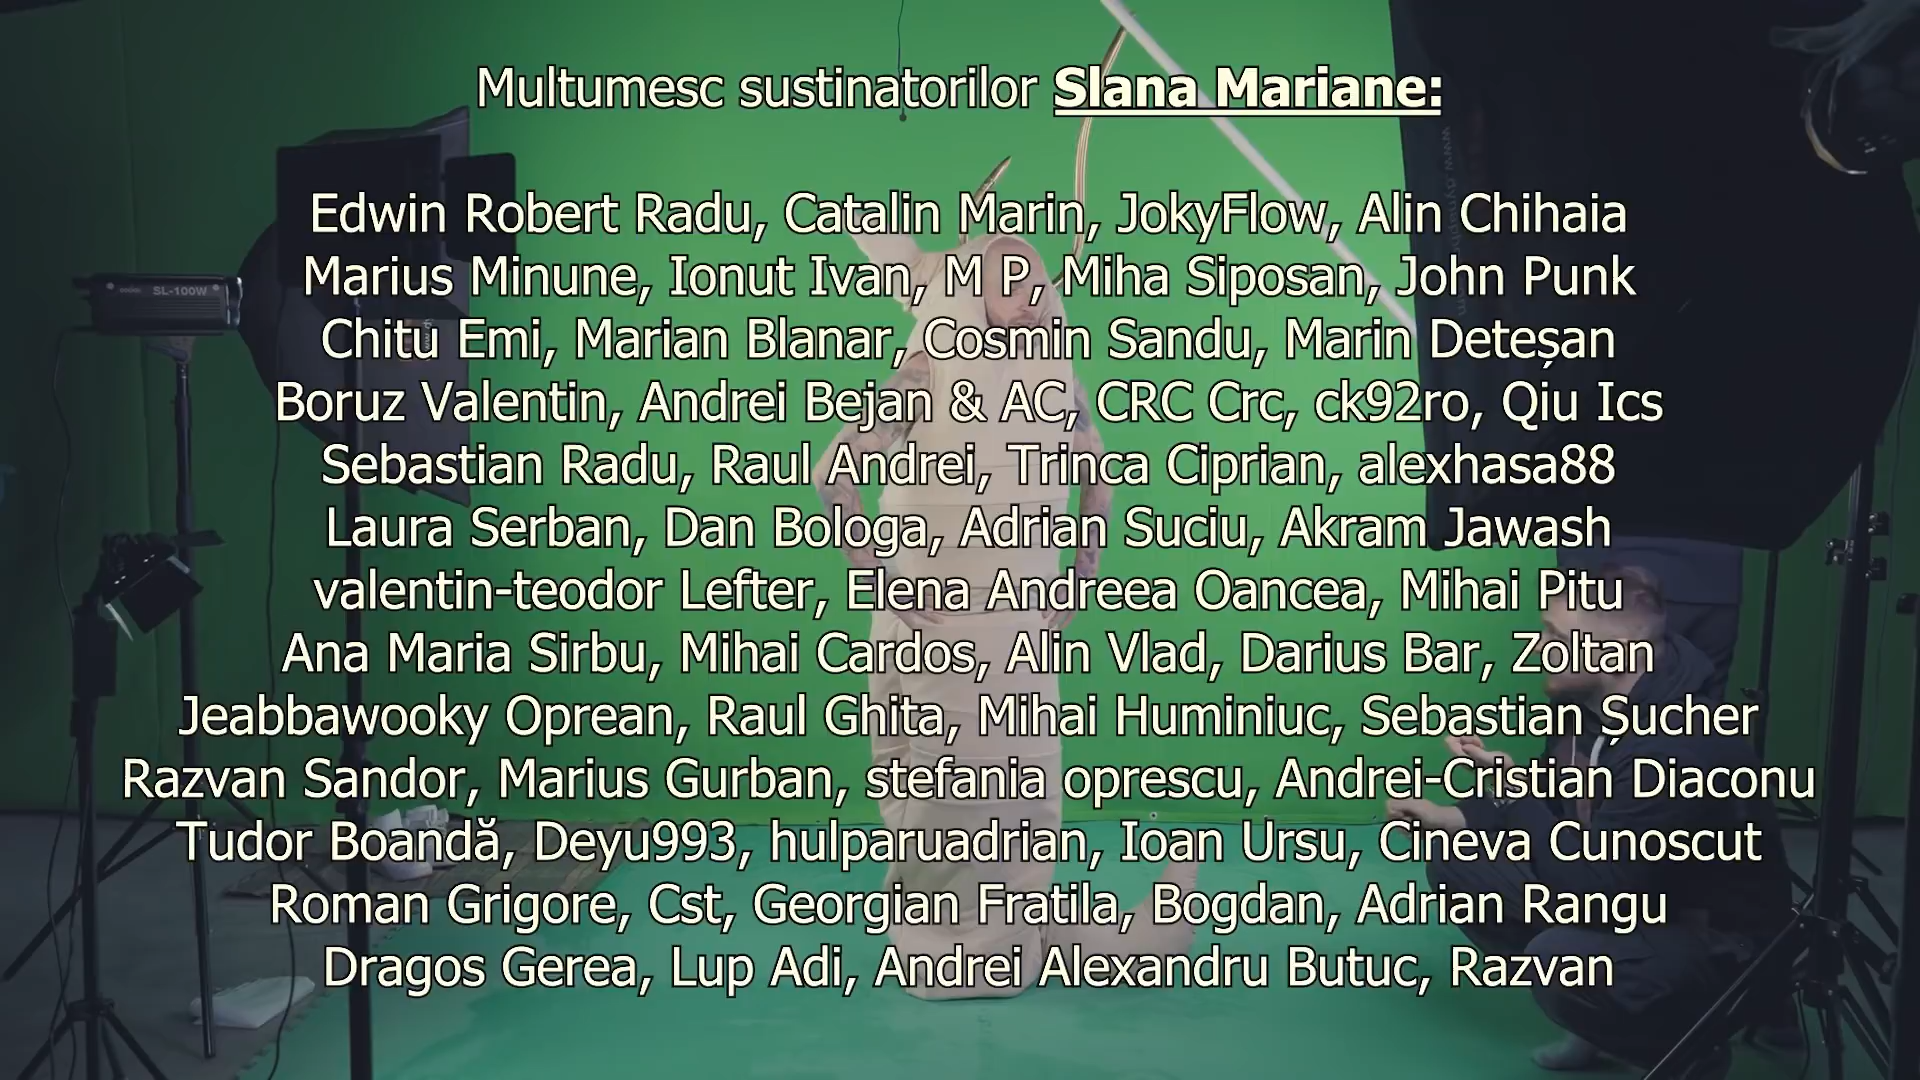 Multumesc sustinatorilor Slana Mariane:
Edwin Robert Radu, Catalin Marin, JokyFlow, Alin Chihaia
Marius Minune, Ionut Ivan, M P, Miha Siposan, John Punk
Chitu Emi, Marian Blanar, Cosmin Sandu, Marin Deteșan
Boruz Valentin, Andrei Bejan & AC, CRC Crc, ck92ro, Qiu Ics
Sebastian Radu, Raul Andrei, Trinca Ciprian, alexhasa88
Laura Serban, Dan Bologa, Adrian Suciu, Akram Jawash
valentin-teodor Lefter, Elena Andreea Oancea, Mihai Pitu
Ana Maria Sirbu, Mihai Cardos, Alin Vlad, Darius Bar, Zoltan
Jeabbawooky Oprean, Raul Ghita, Mihai Huminiuc, Sebastian Șucher
Razvan Sandor, Marius Gurban, stefania oprescu, Andrei-Cristian Diaconu
Tudor Boandă, Deyu993, hulparuadrian, Ioan Ursu, Cineva Cunoscut
Roman Grigore, Cst, Georgian Fratila, Bogdan, Adrian Rangu
Dragos Gerea, Lup Adi, Andrei Alexandru Butuc, Razvan
SL-100W